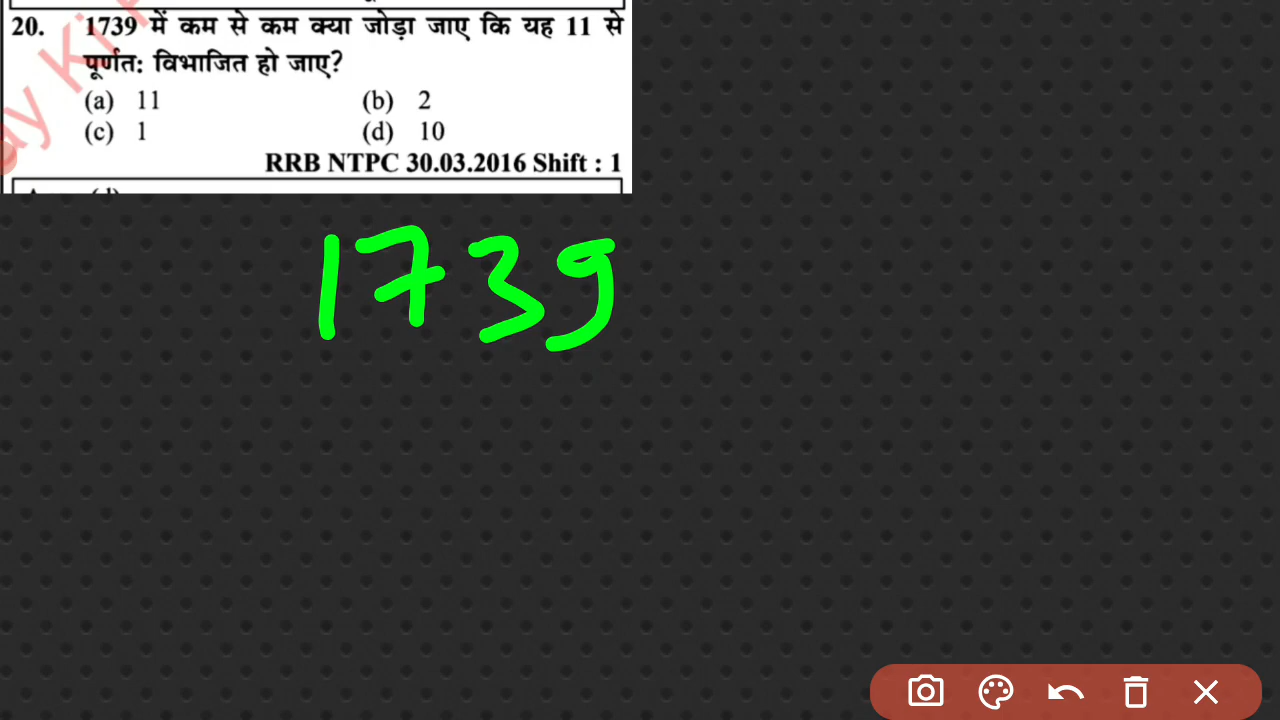 20. 1739 में कम से कम क्या जोड़ा जाए कि यह 11 से
पूर्णत: विभाजित हो जाए?
(a) 11 (b) 2
(c) 1 (d) 10
RRB NTPC 30.03.2016 Shift : 1
1739